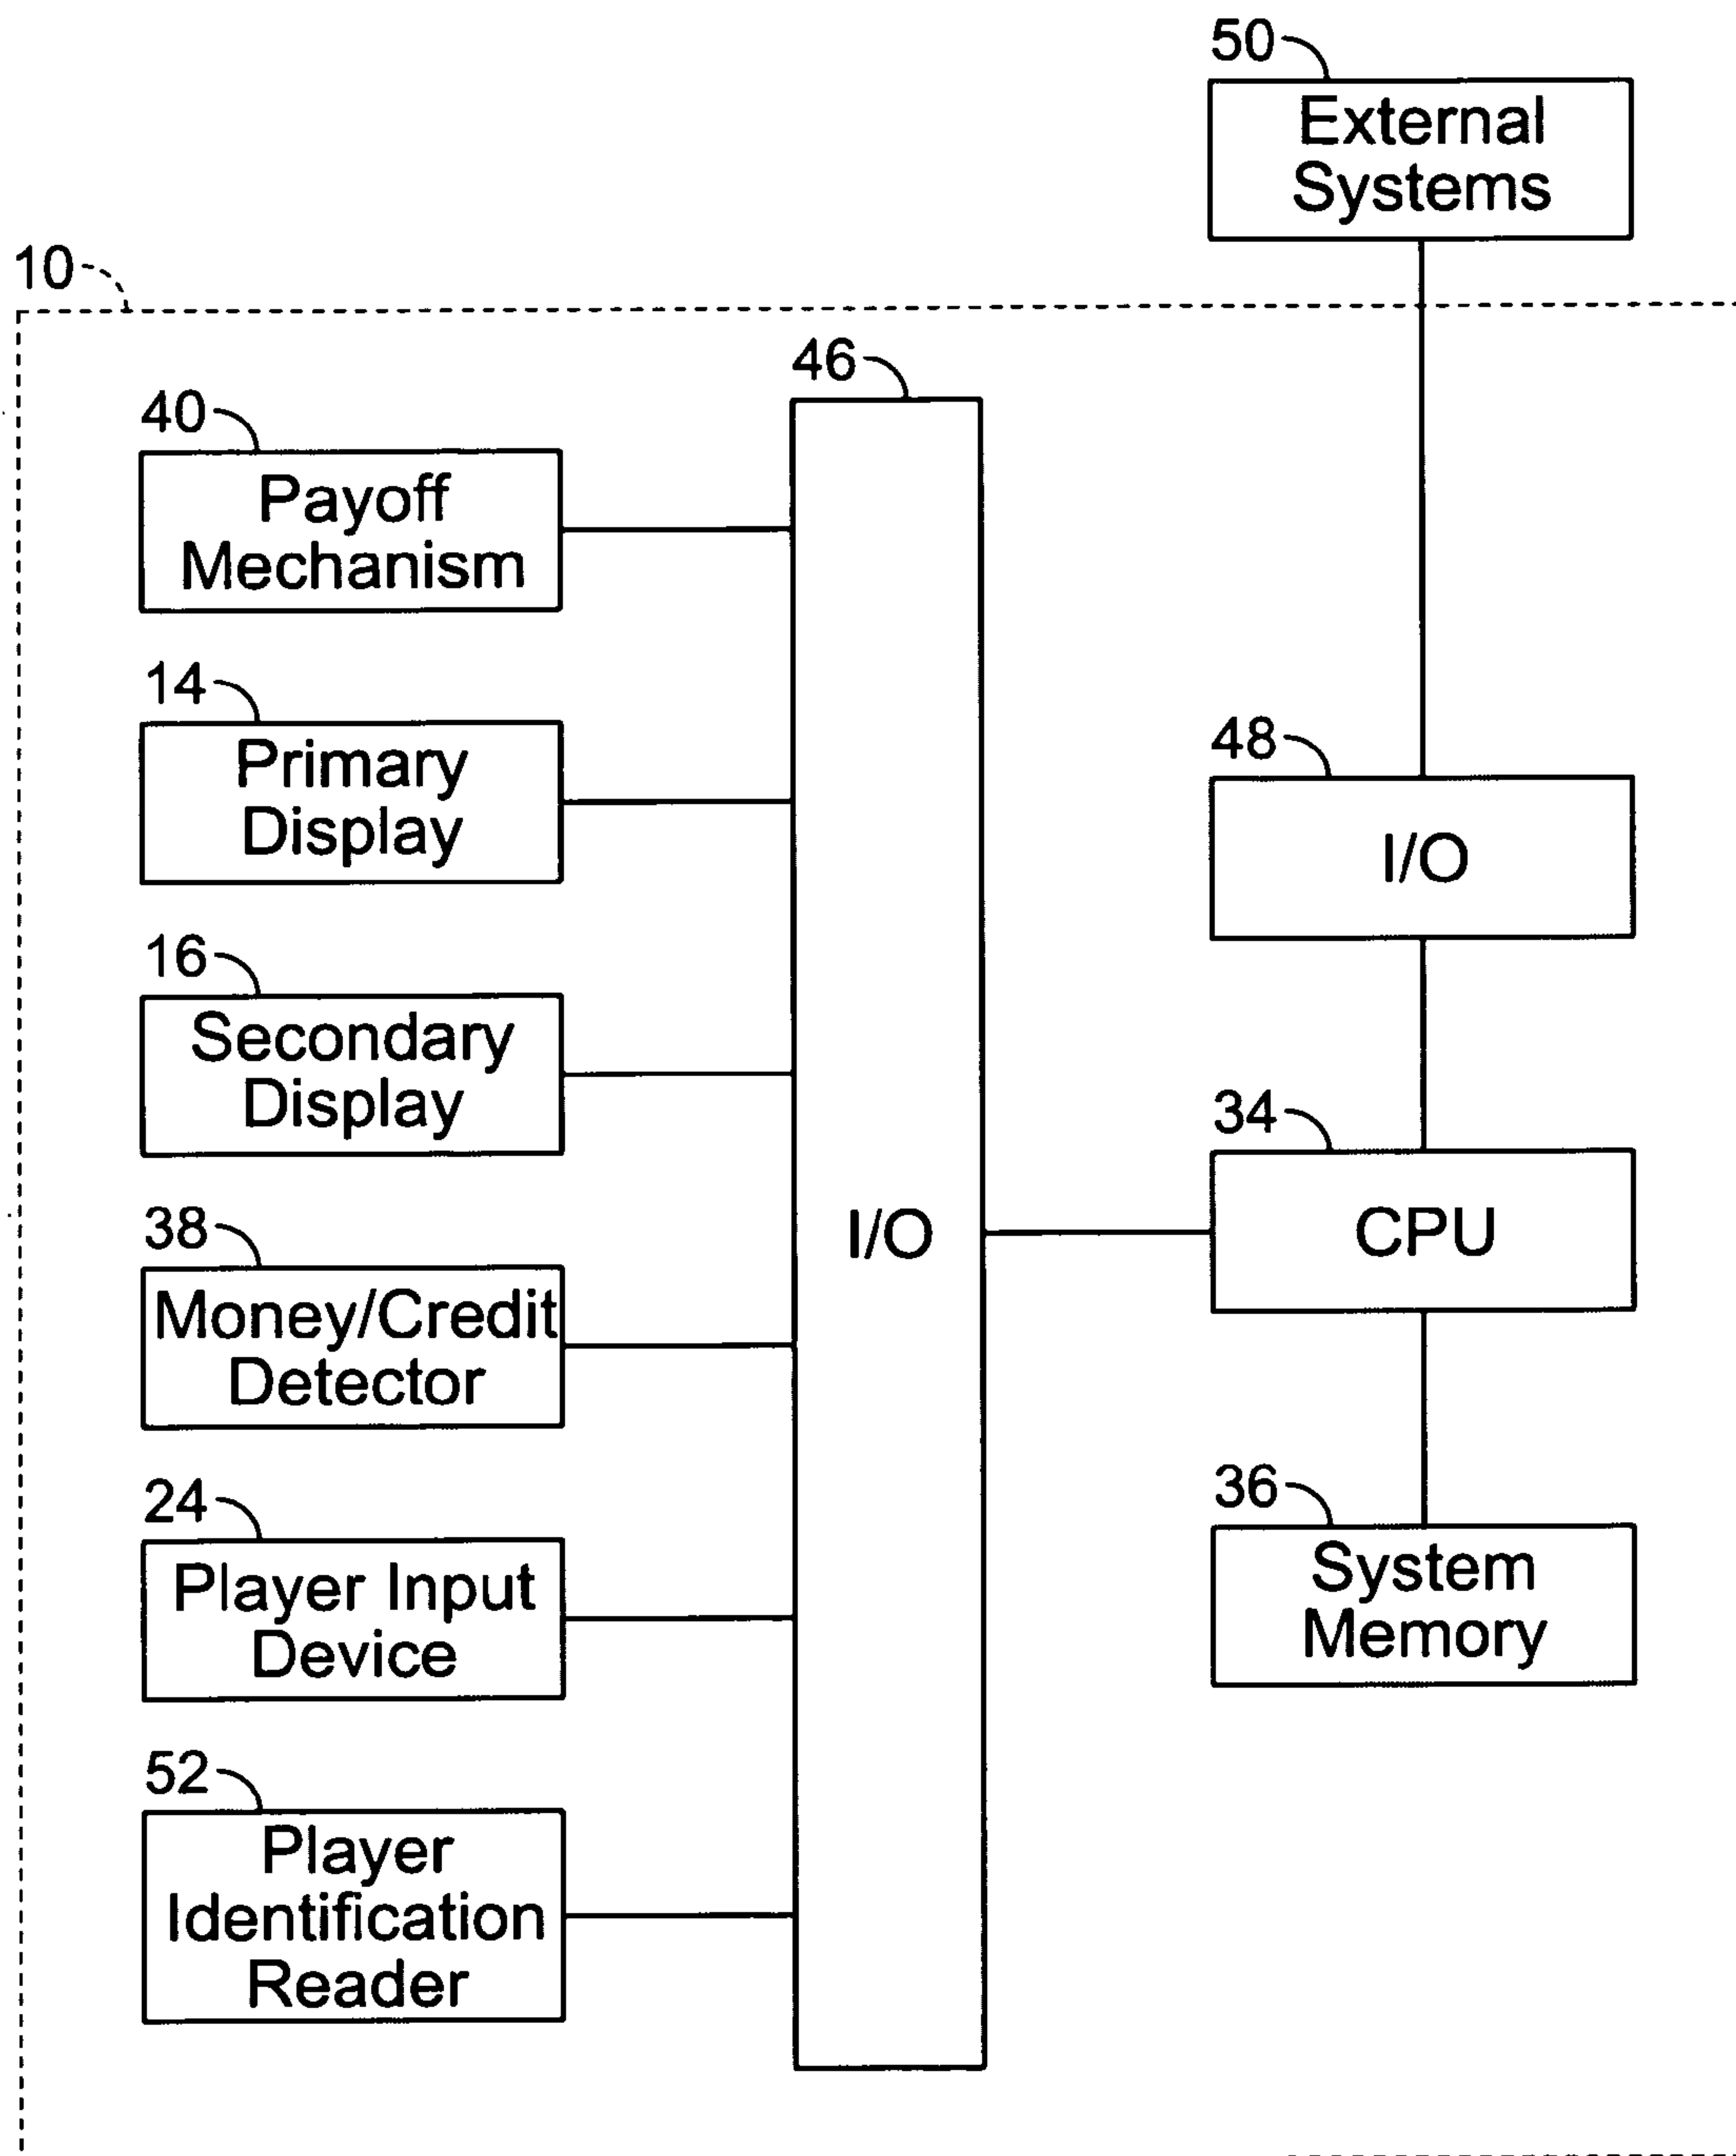 50
External
Systems
10
46
40
Payoff
Mechanism
14
Primary
Display
48
I/O
16
Secondary
Display
34
CPU
I/O
38
Money/Credit
Detector
24
Player Input
Device
36
System
Memory
52
Player
Identification
Reader